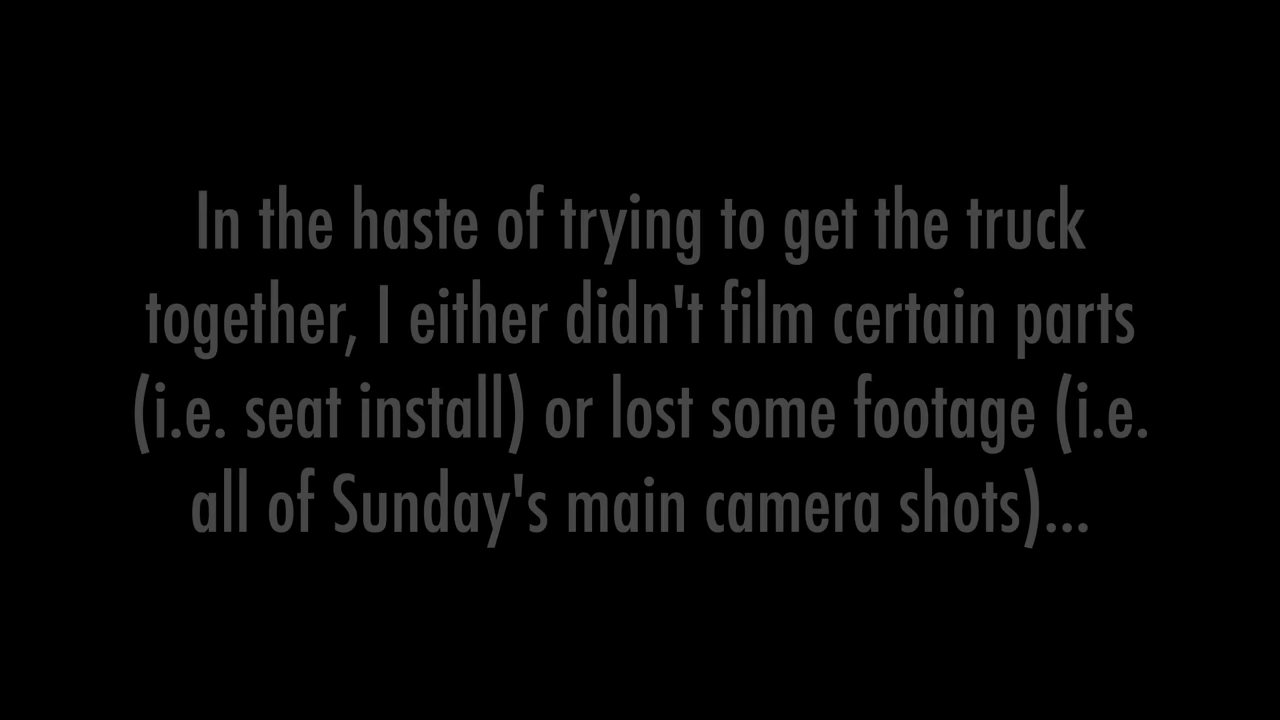 In the haste of trying to get the truck
together, I either didn't film certain parts
(i.e. seat install) or lost some footage (i.e.
all of Sunday's main camera shots)...